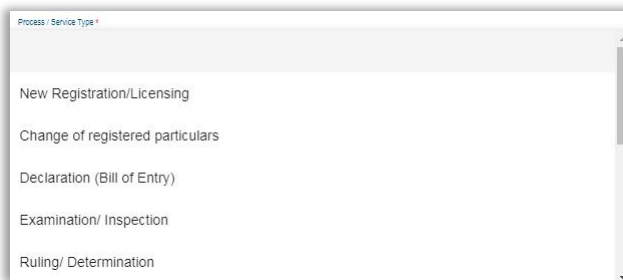 Process / Service Type *
New Registration/Licensing
Change of registered particulars
Declaration (Bill of Entry)
Examination/ Inspection
Ruling/ Determination